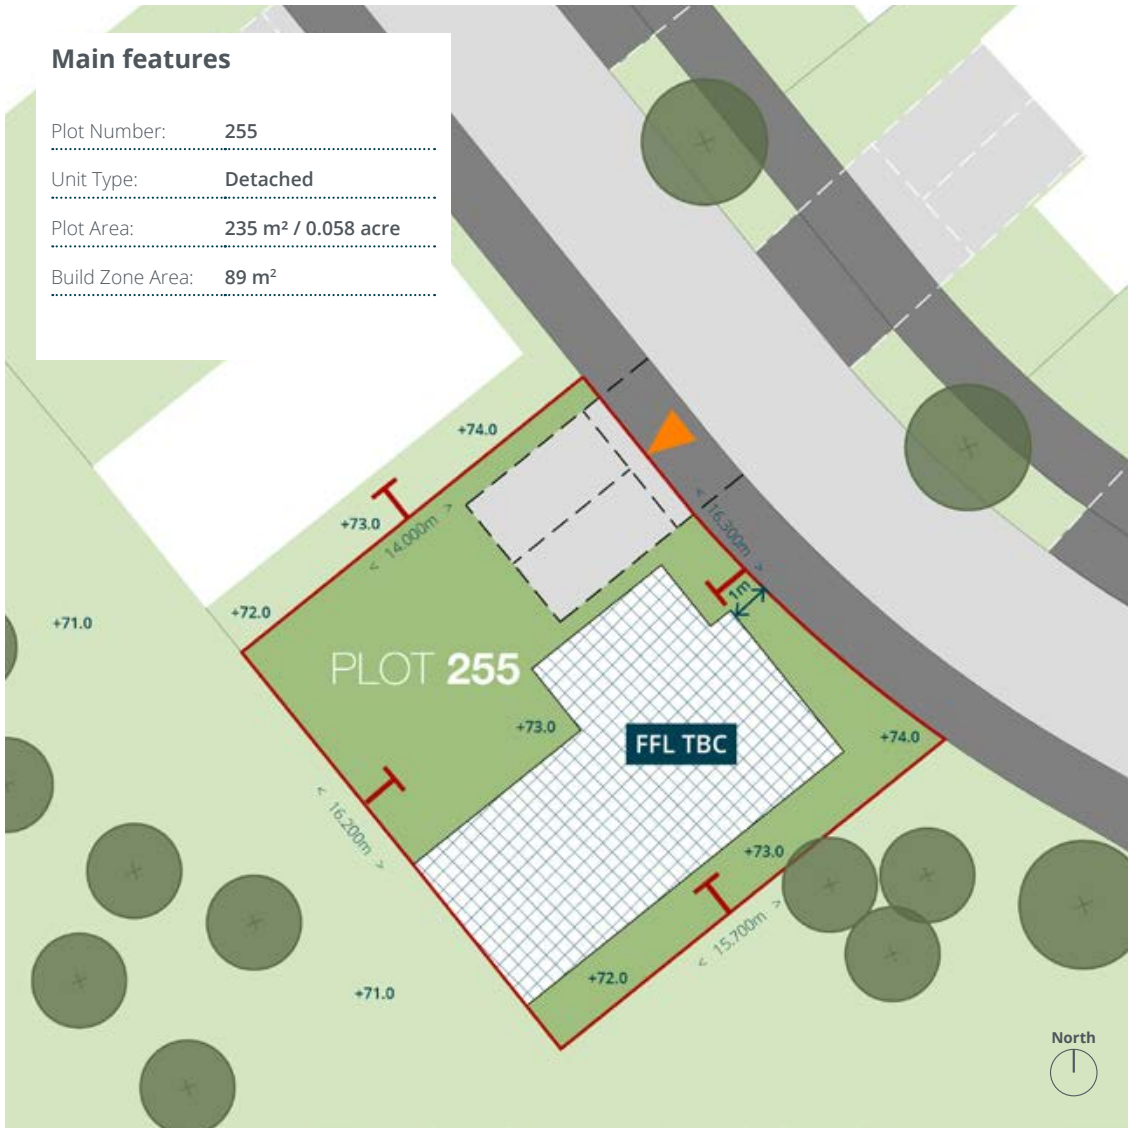 Main features
Plot Number: 255
Unit Type: Detached
Plot Area: 235 m² / 0.058 acre
Build Zone Area: 89 m²
+74.0
+73.0
< 14.000m >
< 16.300m >
1m
+72.0
+71.0
PLOT 255
+73.0
FFL TBC
+74.0
< 16.200m >
+73.0
< 15.700m >
+72.0
+71.0
North